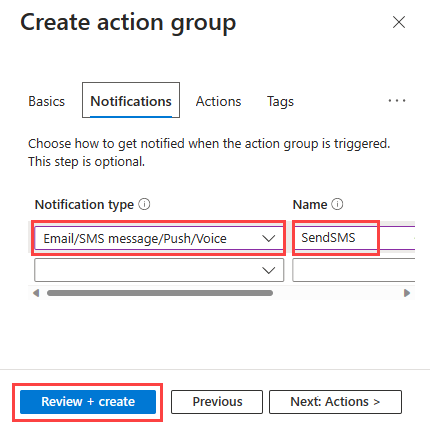 Create action group
Basics Notifications Actions Tags ...
Choose how to get notified when the action group is triggered.
This step is optional.
Notification type Name
Email/SMS message/Push/Voice SendSMS
Review + create Previous Next: Actions >